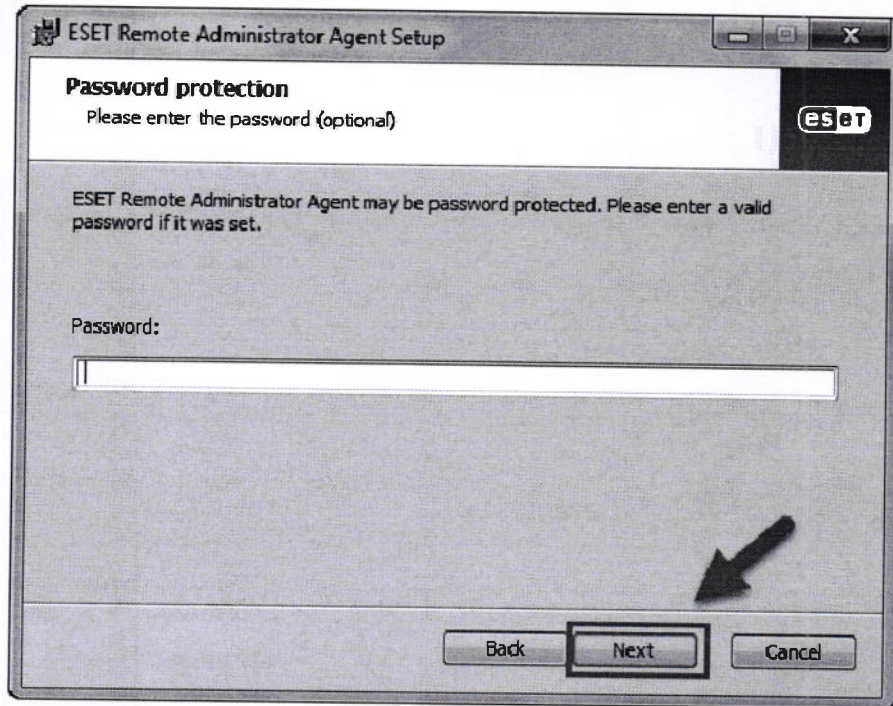 ESET Remote Administrator Agent Setup
Password protection
Please enter the password (optional)
eset
ESET Remote Administrator Agent may be password protected. Please enter a valid
password if it was set.
Password:
Back Next Cancel